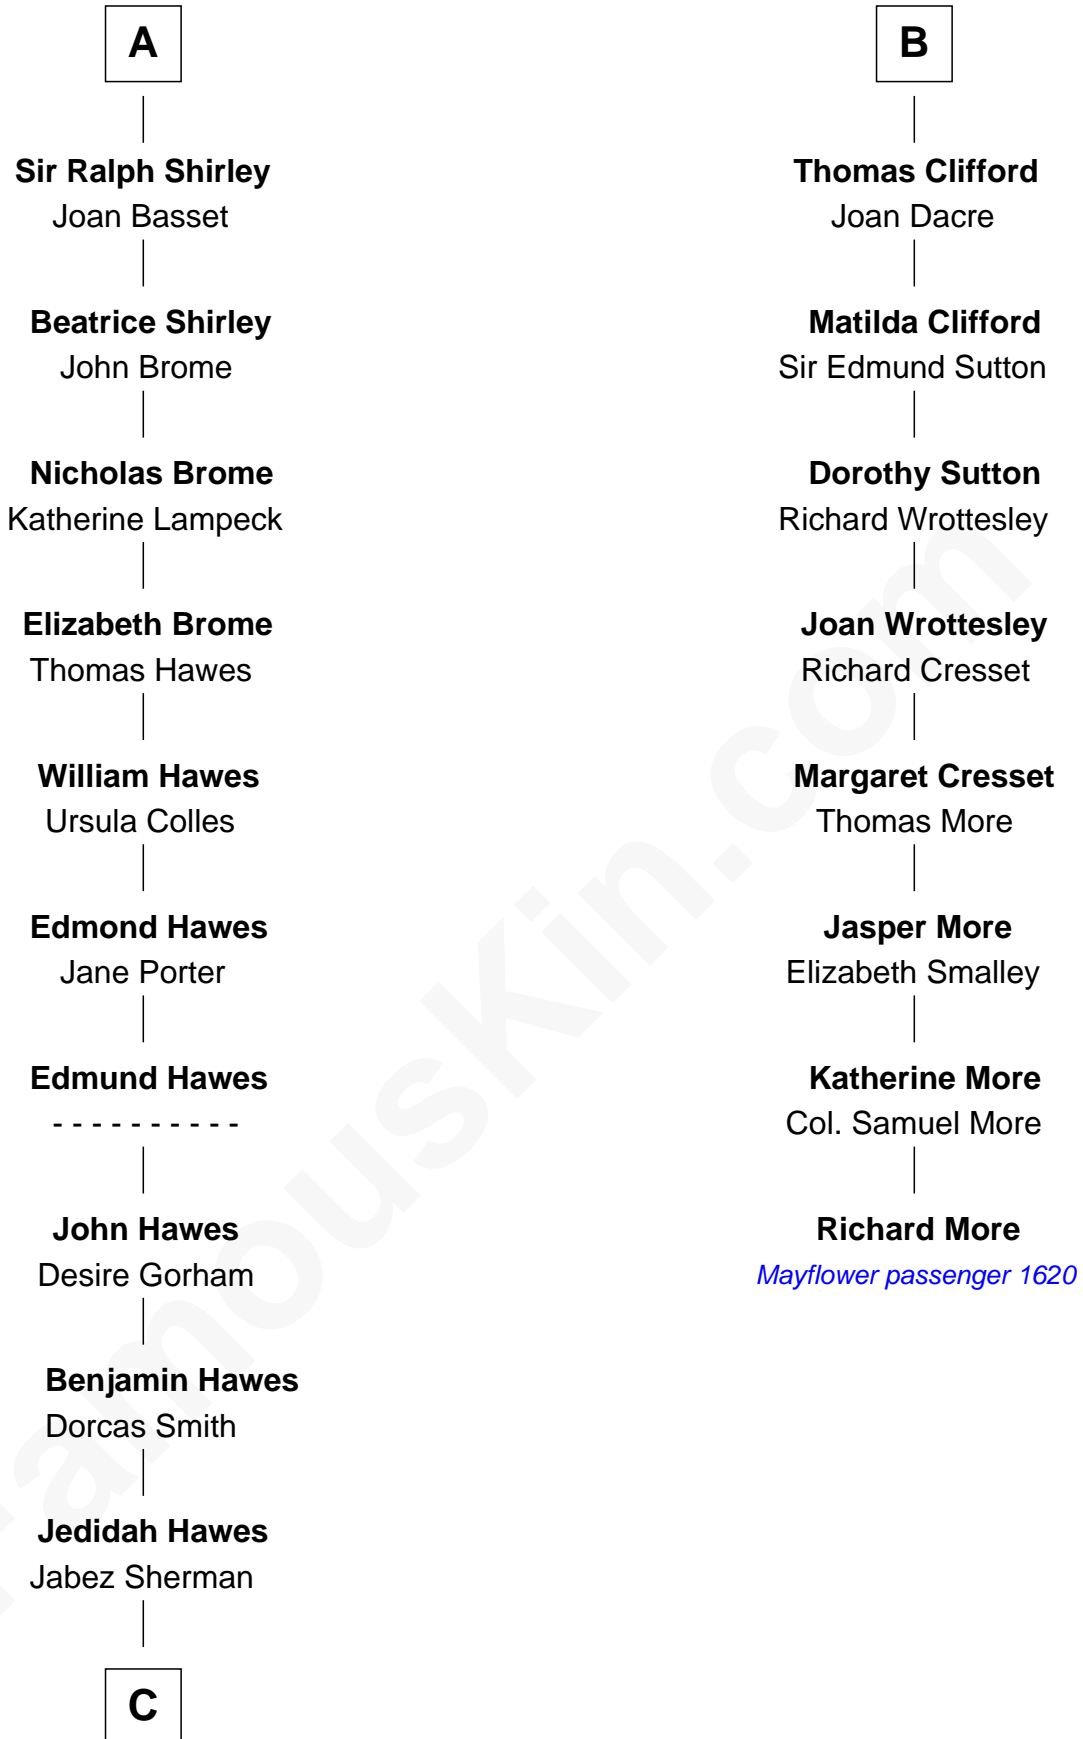 A
Sir Ralph Shirley
Joan Basset
Beatrice Shirley
John Brome
Nicholas Brome
Katherine Lampeck
Elizabeth Brome
Thomas Hawes
William Hawes
Ursula Colles
Edmond Hawes
Jane Porter
Edmund Hawes
- - - - - - - - - -
John Hawes
Desire Gorham
Benjamin Hawes
Dorcas Smith
Jedidah Hawes
Jabez Sherman
C
B
Thomas Clifford
Joan Dacre
Matilda Clifford
Sir Edmund Sutton
Dorothy Sutton
Richard Wrottesley
Joan Wrottesley
Richard Cresset
Margaret Cresset
Thomas More
Jasper More
Elizabeth Smalley
Katherine More
Col. Samuel More
Richard More
Mayflower passenger 1620
FamousKin.com